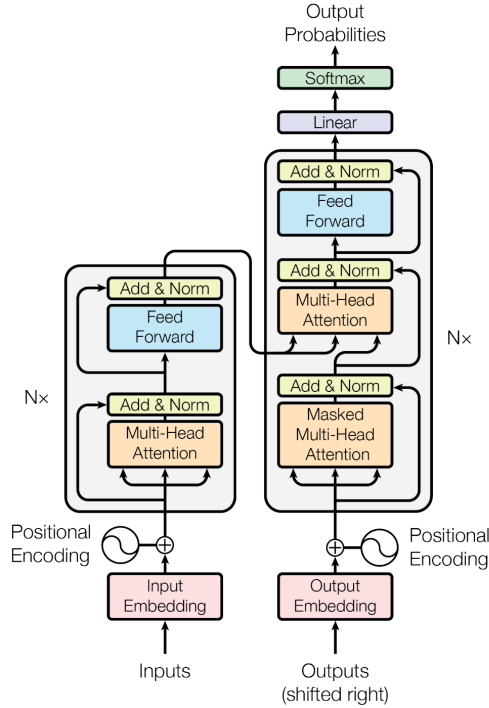 Output
Probabilities
Softmax
Linear
Add & Norm
Feed
Forward
Add & Norm
Multi-Head
Attention
Add & Norm
Masked
Multi-Head
Attention
N×
Add & Norm
Feed
Forward
Add & Norm
Multi-Head
Attention
N×
Positional
Encoding
Positional
Encoding
Input
Embedding
Output
Embedding
Inputs
Outputs
(shifted right)